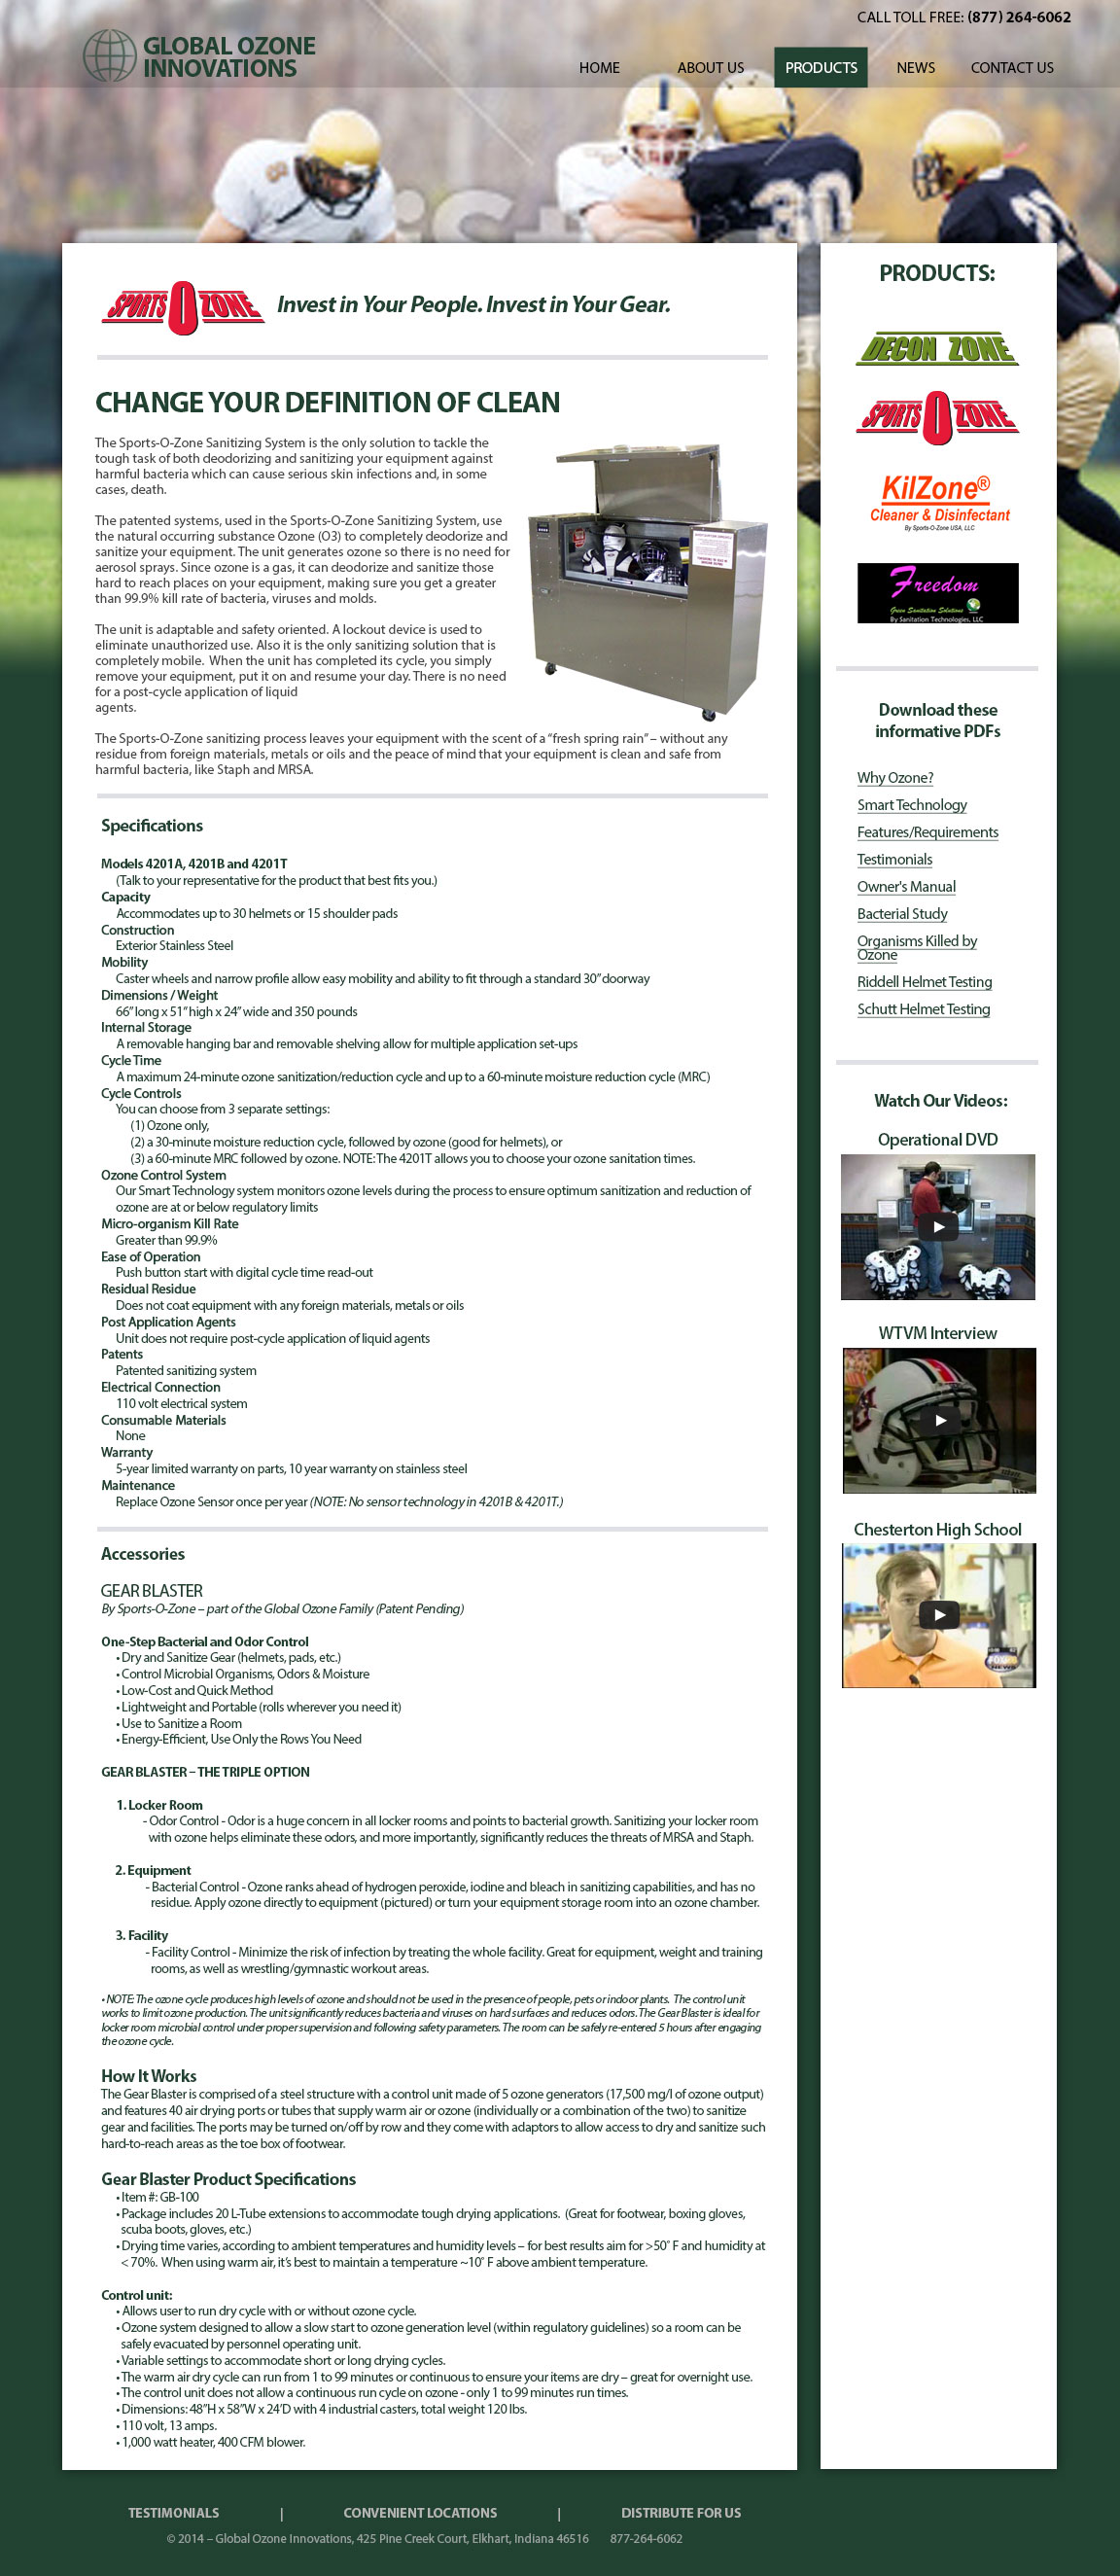 CALL TOLL FREE: (877) 264-6062
GLOBAL OZONE
INNOVATIONS
HOME ABOUT US PRODUCTS NEWS CONTACT US
SPORTS O ZONE
Invest in Your People. Invest in Your Gear.
CHANGE YOUR DEFINITION OF CLEAN
The Sports-O-Zone Sanitizing System is the only solution to tackle the
tough task of both deodorizing and sanitizing your equipment against
harmful bacteria which can cause serious skin infections and, in some
cases, death.
The patented systems, used in the Sports-O-Zone Sanitizing System, use
the natural occurring substance Ozone (O3) to completely deodorize and
sanitize your equipment. The unit generates ozone so there is no need for
aerosol sprays. Since ozone is a gas, it can deodorize and sanitize those
hard to reach places on your equipment, making sure you get a greater
than 99.9% kill rate of bacteria, viruses and molds.
The unit is adaptable and safety oriented. A lockout device is used to
eliminate unauthorized use. Also it is the only sanitizing solution that is
completely mobile. When the unit has completed its cycle, you simply
remove your equipment, put it on and resume your day. There is no need
for a post-cycle application of liquid
agents.
The Sports-O-Zone sanitizing process leaves your equipment with the scent of a “fresh spring rain” – without any
residue from foreign materials, metals or oils and the peace of mind that your equipment is clean and safe from
harmful bacteria, like Staph and MRSA.
Specifications
Models 4201A, 4201B and 4201T
(Talk to your representative for the product that best fits you.)
Capacity
Accommodates up to 30 helmets or 15 shoulder pads
Construction
Exterior Stainless Steel
Mobility
Caster wheels and narrow profile allow easy mobility and ability to fit through a standard 30” doorway
Dimensions / Weight
66” long x 51” high x 24” wide and 350 pounds
Internal Storage
A removable hanging bar and removable shelving allow for multiple application set-ups
Cycle Time
A maximum 24-minute ozone sanitization/reduction cycle and up to a 60-minute moisture reduction cycle (MRC)
Cycle Controls
You can choose from 3 separate settings:
(1) Ozone only,
(2) a 30-minute moisture reduction cycle, followed by ozone (good for helmets), or
(3) a 60-minute MRC followed by ozone. NOTE: The 4201T allows you to choose your ozone sanitation times.
Ozone Control System
Our Smart Technology system monitors ozone levels during the process to ensure optimum sanitization and reduction of
ozone are at or below regulatory limits
Micro-organism Kill Rate
Greater than 99.9%
Ease of Operation
Push button start with digital cycle time read-out
Residual Residue
Does not coat equipment with any foreign materials, metals or oils
Post Application Agents
Unit does not require post-cycle application of liquid agents
Patents
Patented sanitizing system
Electrical Connection
110 volt electrical system
Consumable Materials
None
Warranty
5-year limited warranty on parts, 10 year warranty on stainless steel
Maintenance
Replace Ozone Sensor once per year (NOTE: No sensor technology in 4201B & 4201T.)
Accessories
GEAR BLASTER
By Sports-O-Zone – part of the Global Ozone Family (Patent Pending)
One-Step Bacterial and Odor Control
• Dry and Sanitize Gear (helmets, pads, etc.)
• Control Microbial Organisms, Odors & Moisture
• Low-Cost and Quick Method
• Lightweight and Portable (rolls wherever you need it)
• Use to Sanitize a Room
• Energy-Efficient, Use Only the Rows You Need
GEAR BLASTER – THE TRIPLE OPTION
1. Locker Room
- Odor Control - Odor is a huge concern in all locker rooms and points to bacterial growth. Sanitizing your locker room
with ozone helps eliminate these odors, and more importantly, significantly reduces the threats of MRSA and Staph.
2. Equipment
- Bacterial Control - Ozone ranks ahead of hydrogen peroxide, iodine and bleach in sanitizing capabilities, and has no
residue. Apply ozone directly to equipment (pictured) or turn your equipment storage room into an ozone chamber.
3. Facility
- Facility Control - Minimize the risk of infection by treating the whole facility. Great for equipment, weight and training
rooms, as well as wrestling/gymnastic workout areas.
• NOTE: The ozone cycle produces high levels of ozone and should not be used in the presence of people, pets or indoor plants. The control unit
works to limit ozone production. The unit significantly reduces bacteria and viruses on hard surfaces and reduces odors. The Gear Blaster is ideal for
locker room microbial control under proper supervision and following safety parameters. The room can be safely re-entered 5 hours after engaging
the ozone cycle.
How It Works
The Gear Blaster is comprised of a steel structure with a control unit made of 5 ozone generators (17,500 mg/l of ozone output)
and features 40 air drying ports or tubes that supply warm air or ozone (individually or a combination of the two) to sanitize
gear and facilities. The ports may be turned on/off by row and they come with adaptors to allow access to dry and sanitize such
hard-to-reach areas as the toe box of footwear.
Gear Blaster Product Specifications
• Item #: GB-100
• Package includes 20 L-Tube extensions to accommodate tough drying applications. (Great for footwear, boxing gloves,
scuba boots, gloves, etc.)
• Drying time varies, according to ambient temperatures and humidity levels – for best results aim for >50˚ F and humidity at
< 70%. When using warm air, it’s best to maintain a temperature ~10˚ F above ambient temperature.
Control unit:
• Allows user to run dry cycle with or without ozone cycle.
• Ozone system designed to allow a slow start to ozone generation level (within regulatory guidelines) so a room can be
safely evacuated by personnel operating unit.
• Variable settings to accommodate short or long drying cycles.
• The warm air dry cycle can run from 1 to 99 minutes or continuous to ensure your items are dry – great for overnight use.
• The control unit does not allow a continuous run cycle on ozone - only 1 to 99 minutes run times.
• Dimensions: 48”H x 58”W x 24’D with 4 industrial casters, total weight 120 lbs.
• 110 volt, 13 amps.
• 1,000 watt heater, 400 CFM blower.
PRODUCTS:
DECON ZONE
SPORTS O ZONE
KilZone®
Cleaner & Disinfectant
By Sports-O-Zone USA, LLC
Freedom
Green Sanitation Solutions
By Sanitation Technologies, LLC
Download these
informative PDFs
Why Ozone?
Smart Technology
Features/Requirements
Testimonials
Owner's Manual
Bacterial Study
Organisms Killed by
Ozone
Riddell Helmet Testing
Schutt Helmet Testing
Watch Our Videos:
Operational DVD
WTVM Interview
Chesterton High School
TESTIMONIALS | CONVENIENT LOCATIONS | DISTRIBUTE FOR US
© 2014 – Global Ozone Innovations, 425 Pine Creek Court, Elkhart, Indiana 46516 877-264-6062